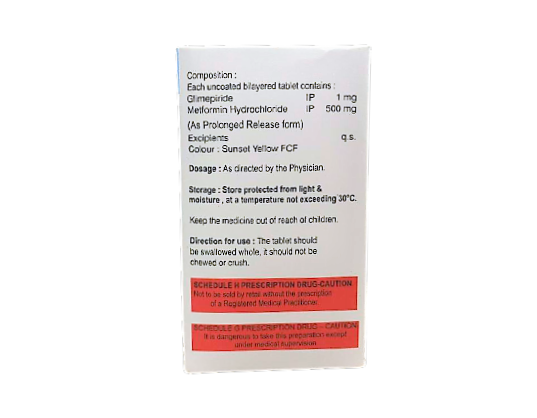 Composition :
Each uncoated bilayered tablet contains :
Glimepiride IP 1 mg
Metformin Hydrochloride IP 500 mg
(As Prolonged Release form)
Excipients q.s.
Colour : Sunset Yellow FCF
Dosage : As directed by the Physician.
Storage : Store protected from light &
moisture , at a temperature not exceeding 30°C.
Keep the medicine out of reach of children.
Direction for use : The tablet should
be swallowed whole, it should not be
chewed or crush.
SCHEDULE H PRESCRIPTION DRUG-CAUTION
Not to be sold by retail without the prescription
of a Registered Medical Practitioner.
SCHEDULE G PRESCRIPTION DRUG - CAUTION
It is dangerous to take this preparation except
under medical supervision